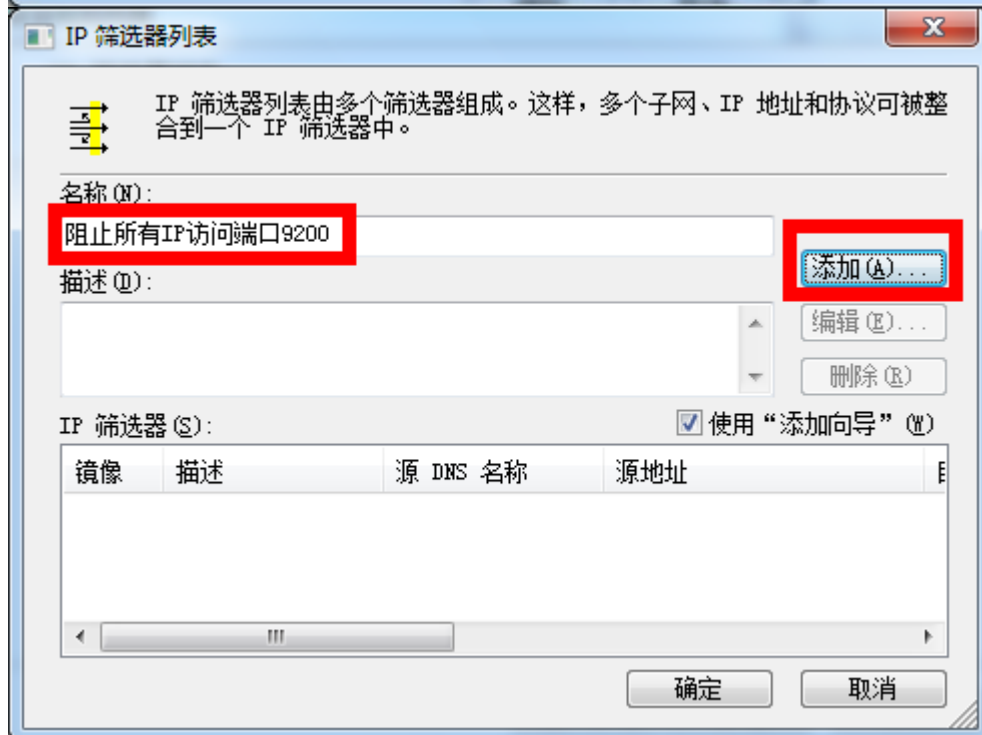 IP 筛选器列表
IP 筛选器列表由多个筛选器组成。这样，多个子网、IP 地址和协议可被整
合到一个 IP 筛选器中。
名称(N)：
阻止所有IP访问端口9200
添加(A)...
描述(D)：
编辑(E)...
删除(R)
IP 筛选器(S)：
使用“添加向导” (W)
镜像 描述 源 DNS 名称 源地址
确定 取消